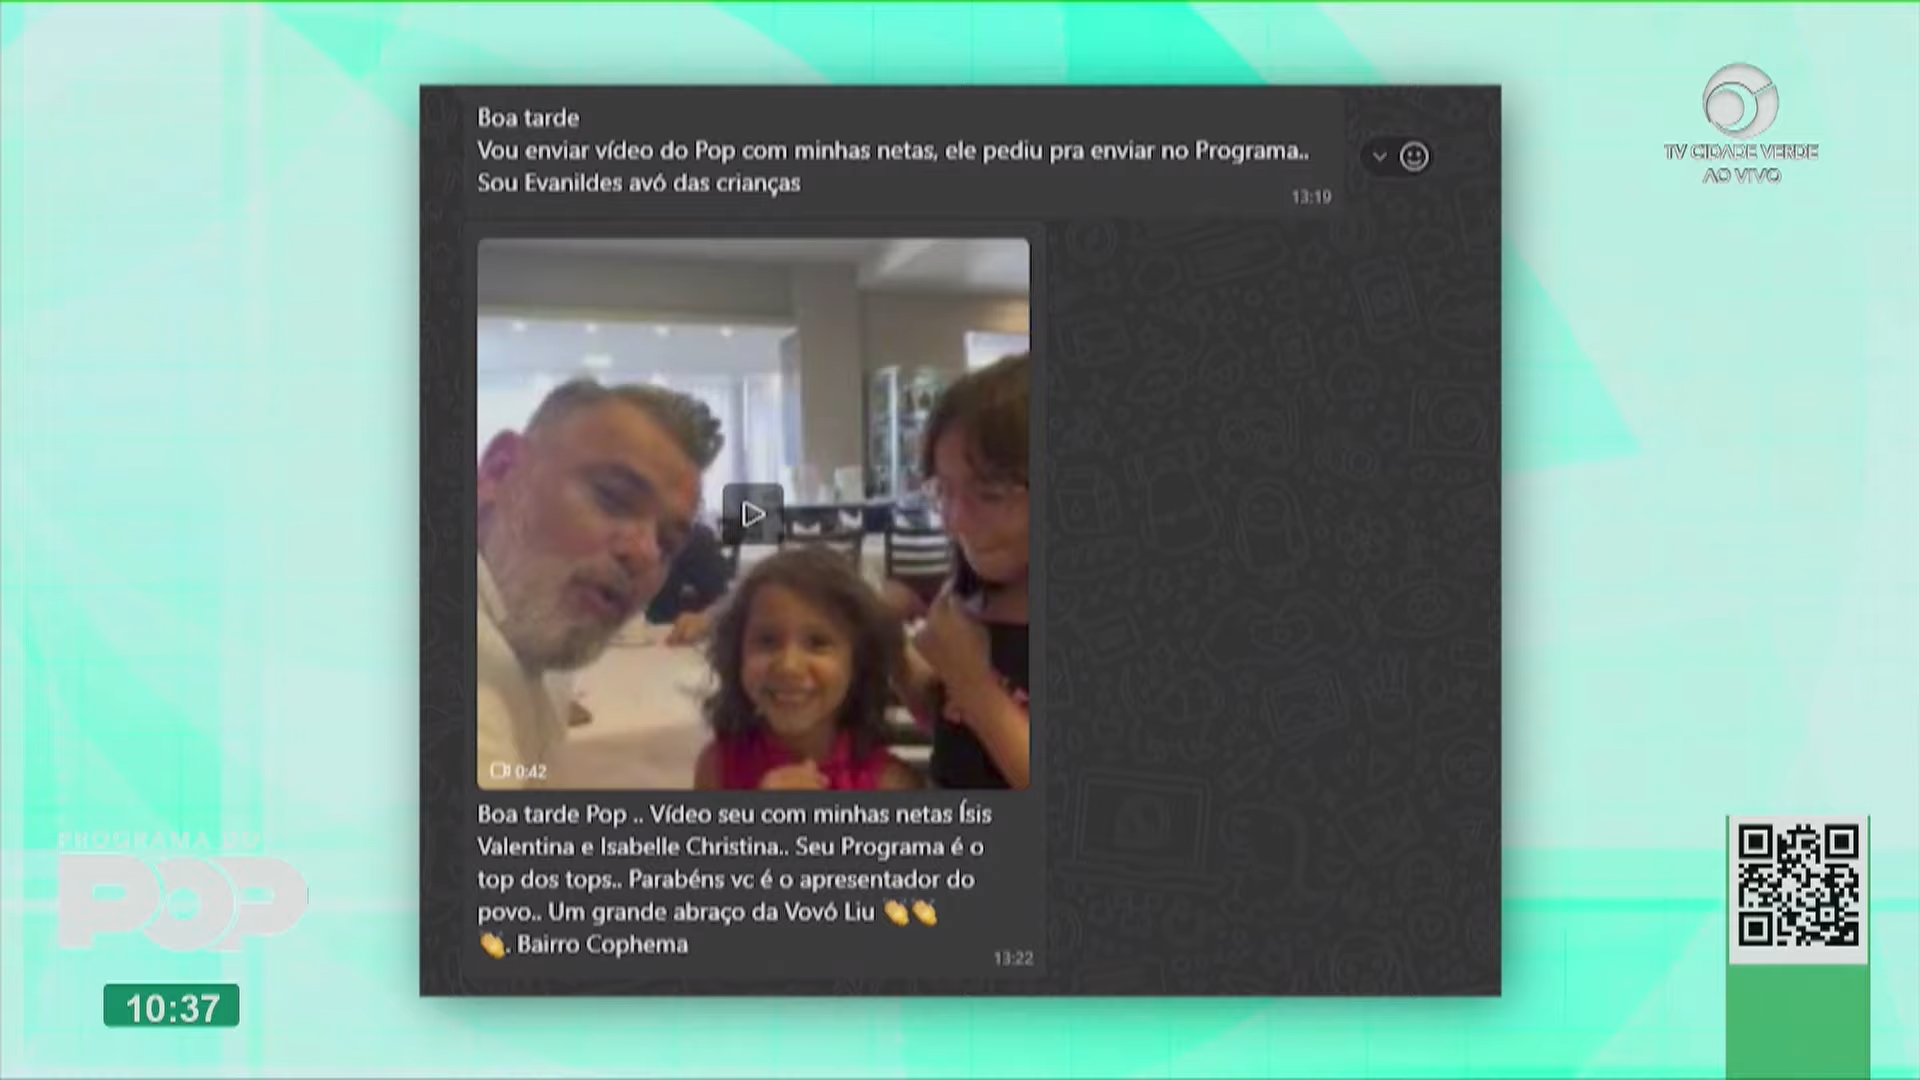 Boa tarde
Vou enviar vídeo do Pop com minhas netas, ele pediu pra enviar no Programa..
Sou Evanildes avó das crianças
13:19
TV CIDADE VERDE
AO VIVO
0:42
Boa tarde Pop .. Vídeo seu com minhas netas Ísis
Valentina e Isabelle Christina.. Seu Programa é o
top dos tops.. Parabéns vc é o apresentador do
povo.. Um grande abraço da Vovó Liu 👏👏
👏. Bairro Cophema
13:22
PROGRAMA DO
POP
10:37